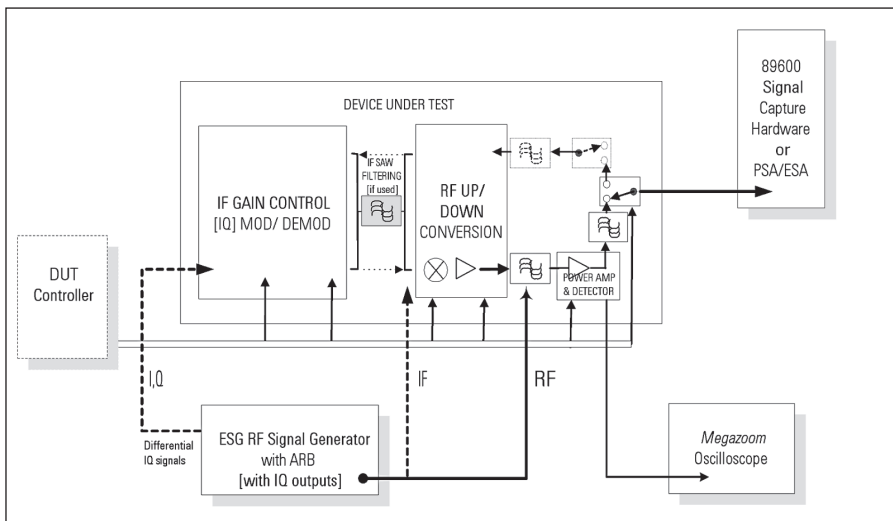 89600
Signal
Capture
Hardware
or
PSA/ESA
DEVICE UNDER TEST
IF GAIN CONTROL
[IQ] MOD/ DEMOD
IF SAW
FILTERING
[if used]
RF UP/
DOWN
CONVERSION
POWER AMP
& DETECTOR
DUT
Controller
I,Q
IF
RF
Differential
IQ signals
ESG RF Signal Generator
with ARB
[with IQ outputs]
Megazoom
Oscilloscope